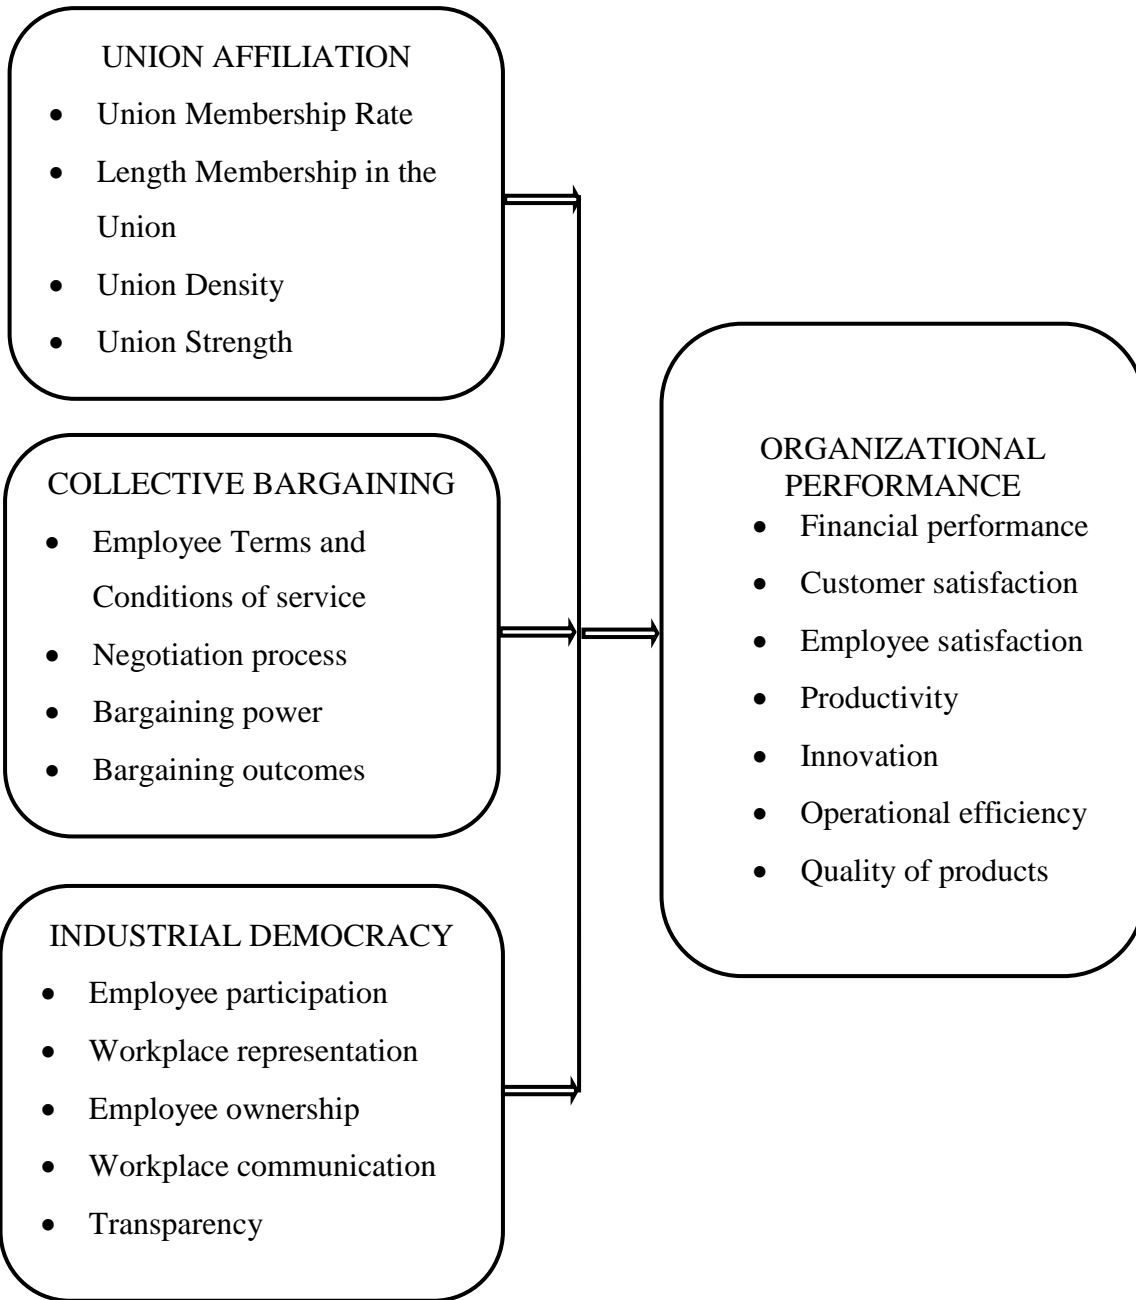 UNION AFFILIATION
• Union Membership Rate
• Length Membership in the
Union
• Union Density
• Union Strength
COLLECTIVE BARGAINING
• Employee Terms and
Conditions of service
• Negotiation process
• Bargaining power
• Bargaining outcomes
INDUSTRIAL DEMOCRACY
• Employee participation
• Workplace representation
• Employee ownership
• Workplace communication
• Transparency
ORGANIZATIONAL
PERFORMANCE
• Financial performance
• Customer satisfaction
• Employee satisfaction
• Productivity
• Innovation
• Operational efficiency
• Quality of products